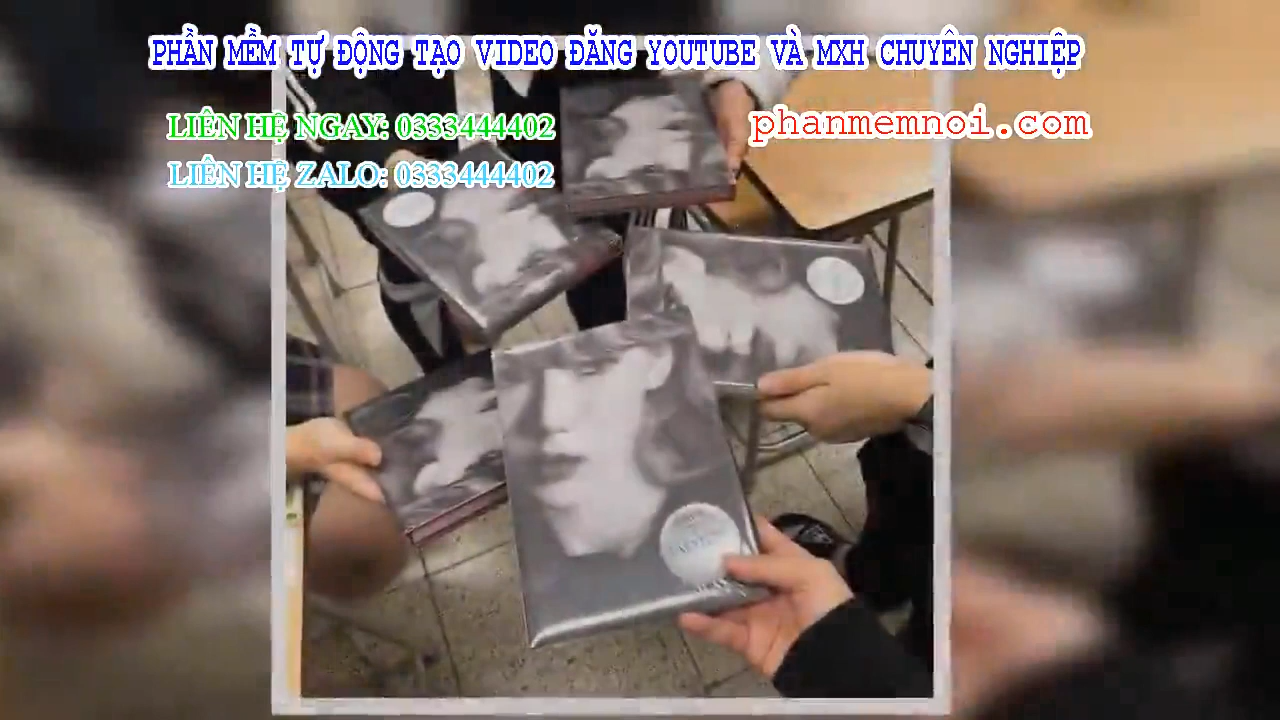 PHẦN MỀM TỰ ĐỘNG TẠO VIDEO ĐĂNG YOUTUBE VÀ MXH CHUYÊN NGHIỆP
LIÊN HỆ NGAY: 0333444402
phanmemnoi.com
LIÊN HỆ ZALO: 0333444402